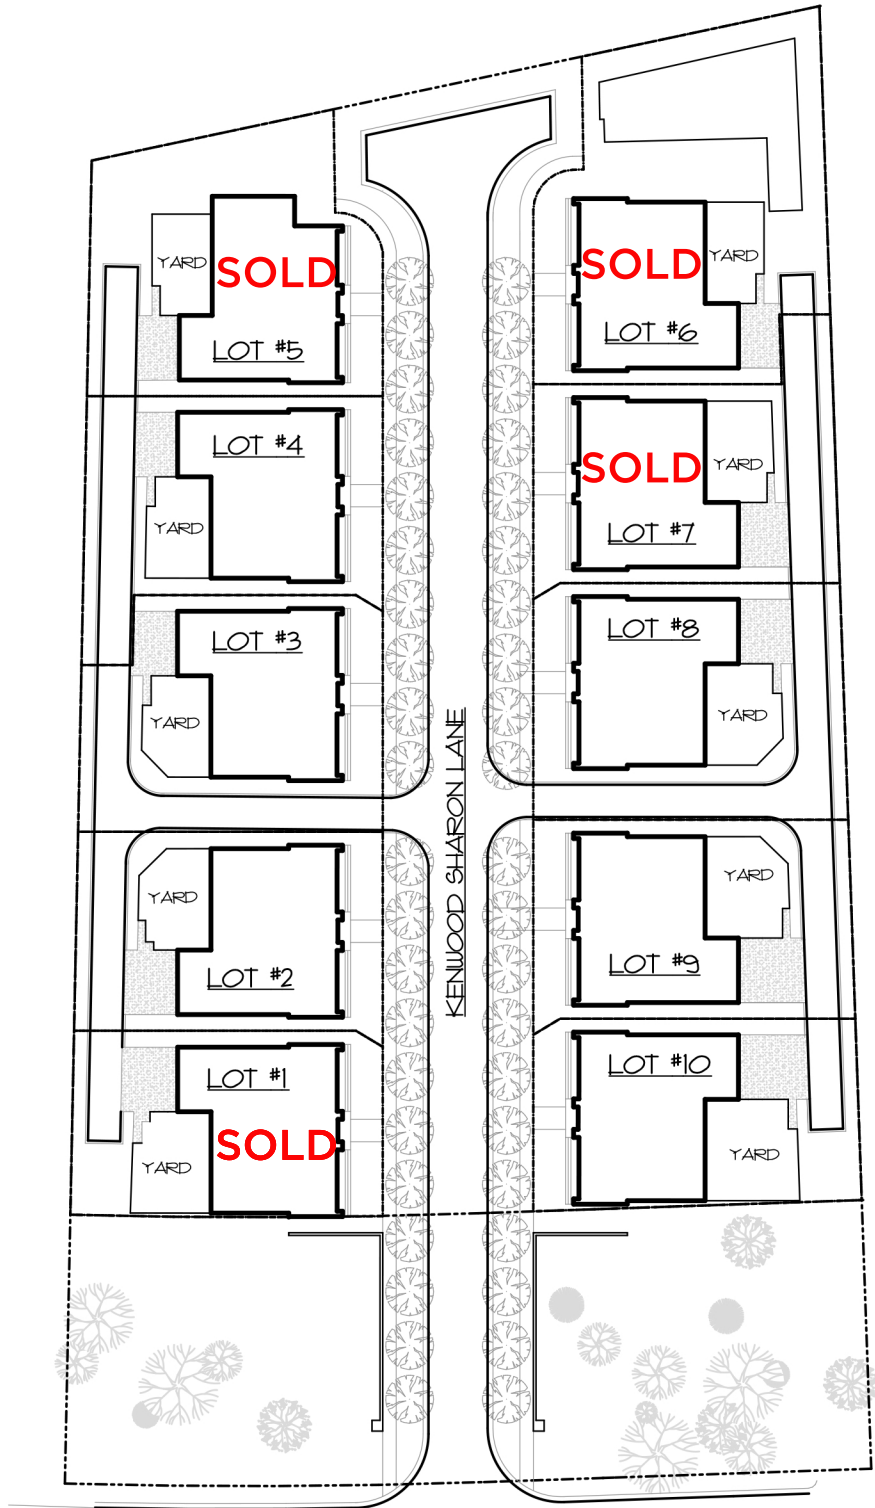 YARD
SOLD
LOT #5
SOLD
YARD
LOT #6
LOT #4
YARD
SOLD
YARD
LOT #7
LOT #3
YARD
LOT #8
YARD
KENWOOD SHARON LANE
YARD
LOT #2
YARD
LOT #9
LOT #1
SOLD
YARD
LOT #10
YARD